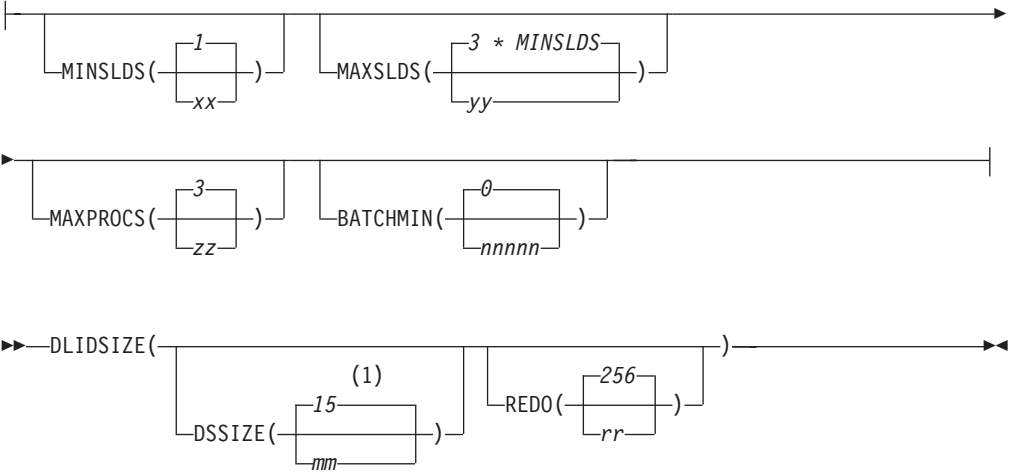 1 3 * MINSLDS
MINSLDS( ) MAXSLDS( )
xx yy
3 0
MAXPROCS( ) BATCHMIN( )
zz nnnnn
DLIDSIZE( )
(1) 256
15 REDO( )
DSSIZE( ) rr
mm